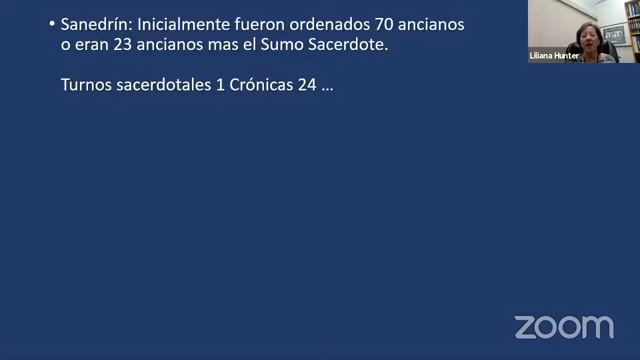 • Sanedrín: Inicialmente fueron ordenados 70 ancianos
o eran 23 ancianos mas el Sumo Sacerdote.
Turnos sacerdotales 1 Crónicas 24 ...
Liliana Hunter
zoom